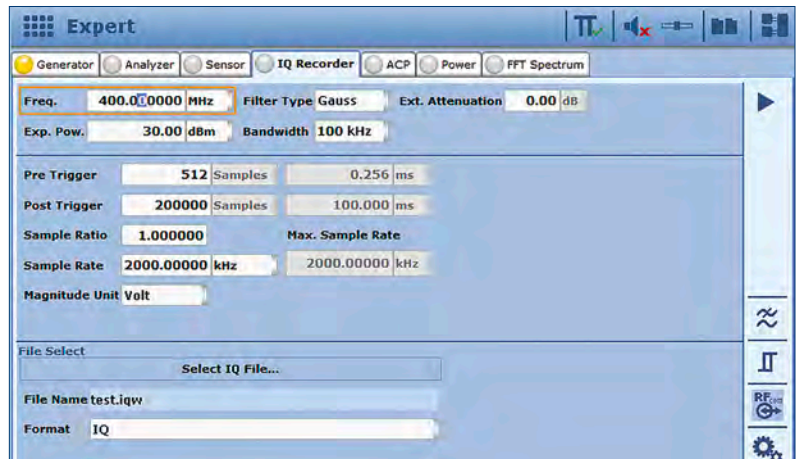 Expert
Generator Analyzer Sensor IQ Recorder ACP Power FFT Spectrum
Freq. 400.000000 MHz Filter Type Gauss Ext. Attenuation 0.00 dB
Exp. Pow. 30.00 dBm Bandwidth 100 kHz
Pre Trigger 512 Samples 0.256 ms
Post Trigger 200000 Samples 100.000 ms
Sample Ratio 1.000000 Max. Sample Rate
Sample Rate 2000.00000 kHz 2000.00000 kHz
Magnitude Unit Volt
File Select
Select IQ File...
File Name test.iqw
Format IQ
RF